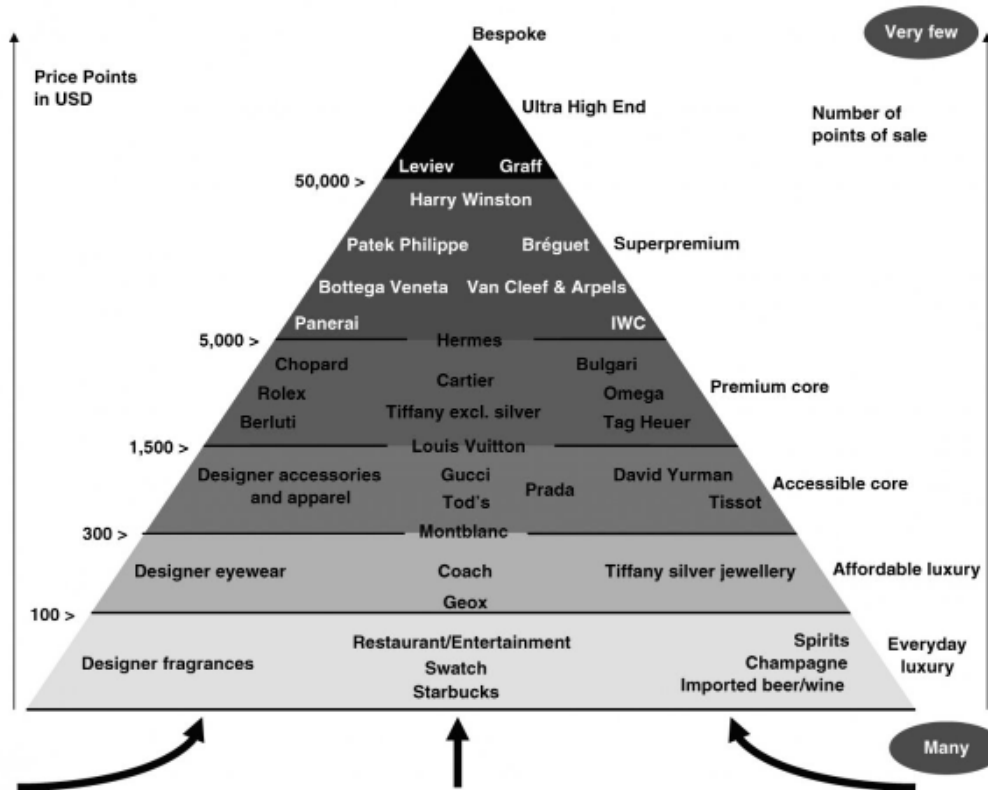 Bespoke
Very few
Price Points
in USD
Ultra High End
Number of
points of sale
Leviev Graff
50,000 >
Harry Winston
Patek Philippe Bréguet Superpremium
Bottega Veneta Van Cleef & Arpels
Panerai IWC
5,000 > Hermes
Chopard Bulgari
Cartier Premium core
Rolex Omega
Tiffany excl. silver
Berluti Tag Heuer
1,500 > Louis Vuitton
Designer accessories
and apparel
Gucci
Tod's
Prada
David Yurman
Tissot
Accessible core
300 > Montblanc
Designer eyewear Coach Tiffany silver jewellery Affordable luxury
Geox
100 >
Designer fragrances
Restaurant/Entertainment
Swatch
Starbucks
Spirits
Champagne
Imported beer/wine
Everyday
luxury
Many